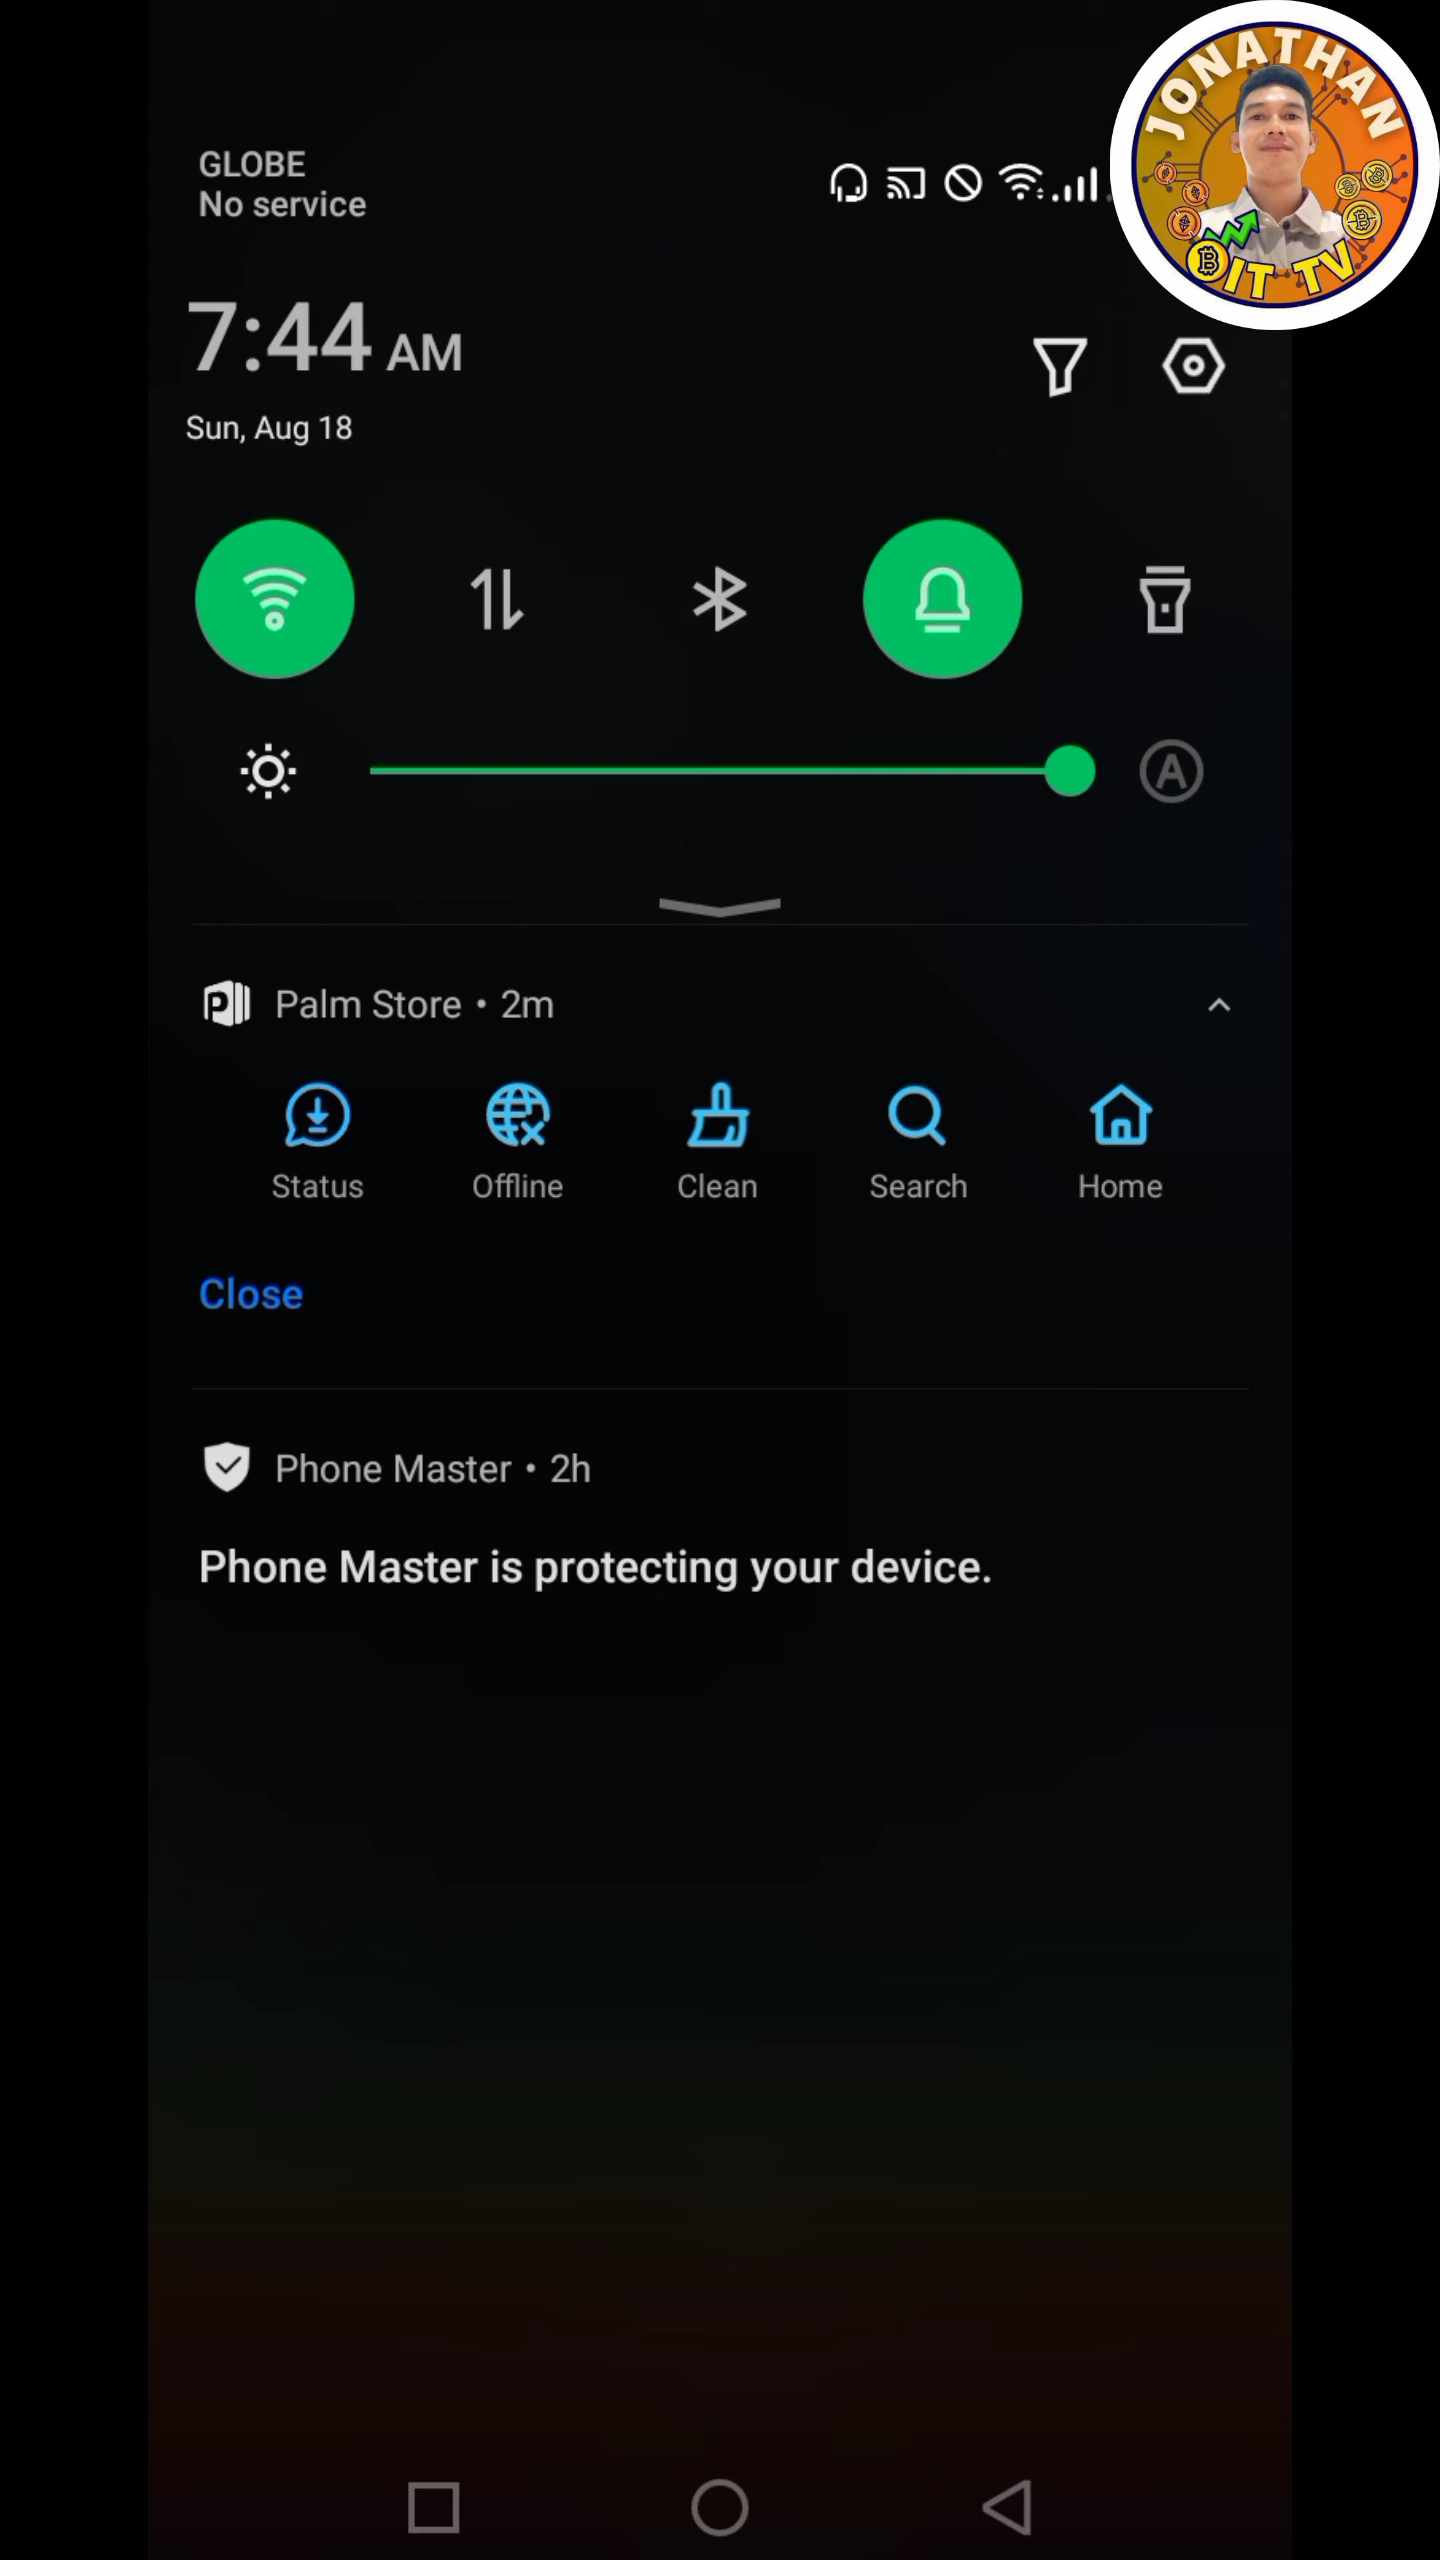 GLOBE
No service
JONATHAN
BIT TV
7:44 AM
Sun, Aug 18
A
Palm Store • 2m
Status
Offline
Clean
Search
Home
Close
Phone Master • 2h
Phone Master is protecting your device.